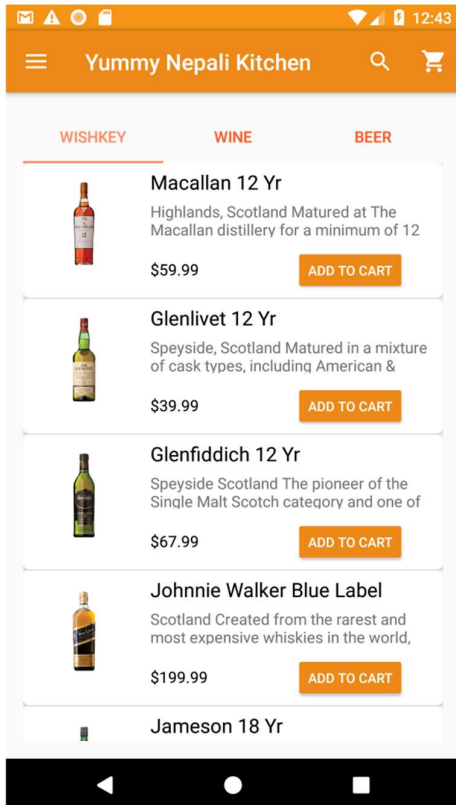 12:43
Yummy Nepali Kitchen
WISHKEY WINE BEER
Macallan 12 Yr
Highlands, Scotland Matured at The
Macallan distillery for a minimum of 12
$59.99 ADD TO CART
Glenlivet 12 Yr
Speyside, Scotland Matured in a mixture
of cask types, including American &
$39.99 ADD TO CART
Glenfiddich 12 Yr
Speyside Scotland The pioneer of the
Single Malt Scotch category and one of
$67.99 ADD TO CART
Johnnie Walker Blue Label
Scotland Created from the rarest and
most expensive whiskies in the world,
$199.99 ADD TO CART
Jameson 18 Yr